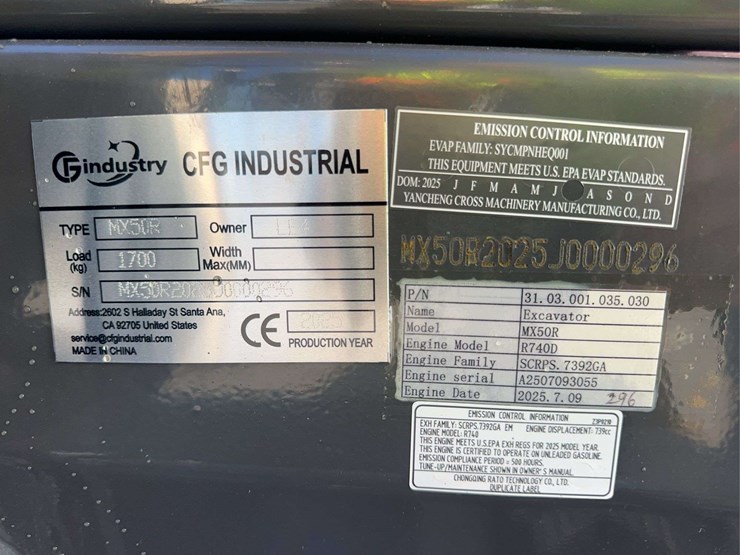 CFG industry CFG INDUSTRIAL
TYPE MX50R Owner
Load (kg) 1700 Width Max(MM)
S/N
Address:2602 S Halladay St Santa Ana,
CA 92705 United States
service@cfgindustrial.com
MADE IN CHINA
CE
2025
PRODUCTION YEAR
EMISSION CONTROL INFORMATION
EVAP FAMILY: SYCMPNHEQ001
THIS EQUIPMENT MEETS U.S. EPA EVAP STANDARDS.
DOM: 2025 J F M A M J A S O N D
YANCHENG CROSS MACHINERY MANUFACTURING CO., LTD.
MX50R2025J0000296
P/N 31.03.001.035.030
Name Excavator
Model MX50R
Engine Model R740D
Engine Family SCRPS.7392GA
Engine serial A2507093055
Engine Date 2025.7.09 296
EMISSION CONTROL INFORMATION
EXH FAMILY: SCRPS.7392GA EM ENGINE DISPLACEMENT: 739cc
ENGINE MODEL: R740
THIS ENGINE MEETS U.S.EPA EXH REGS FOR 2025 MODEL YEAR.
THIS ENGINE IS CERTIFIED TO OPERATE ON UNLEADED GASOLINE.
EMISSION COMPLIANCE PERIOD = 500 HOURS.
TUNE-UP/MAINTENANCE SHOWN IN OWNER'S MANUAL.
CHONGQING RATO TECHNOLOGY CO., LTD.
DUPLICATE LABEL